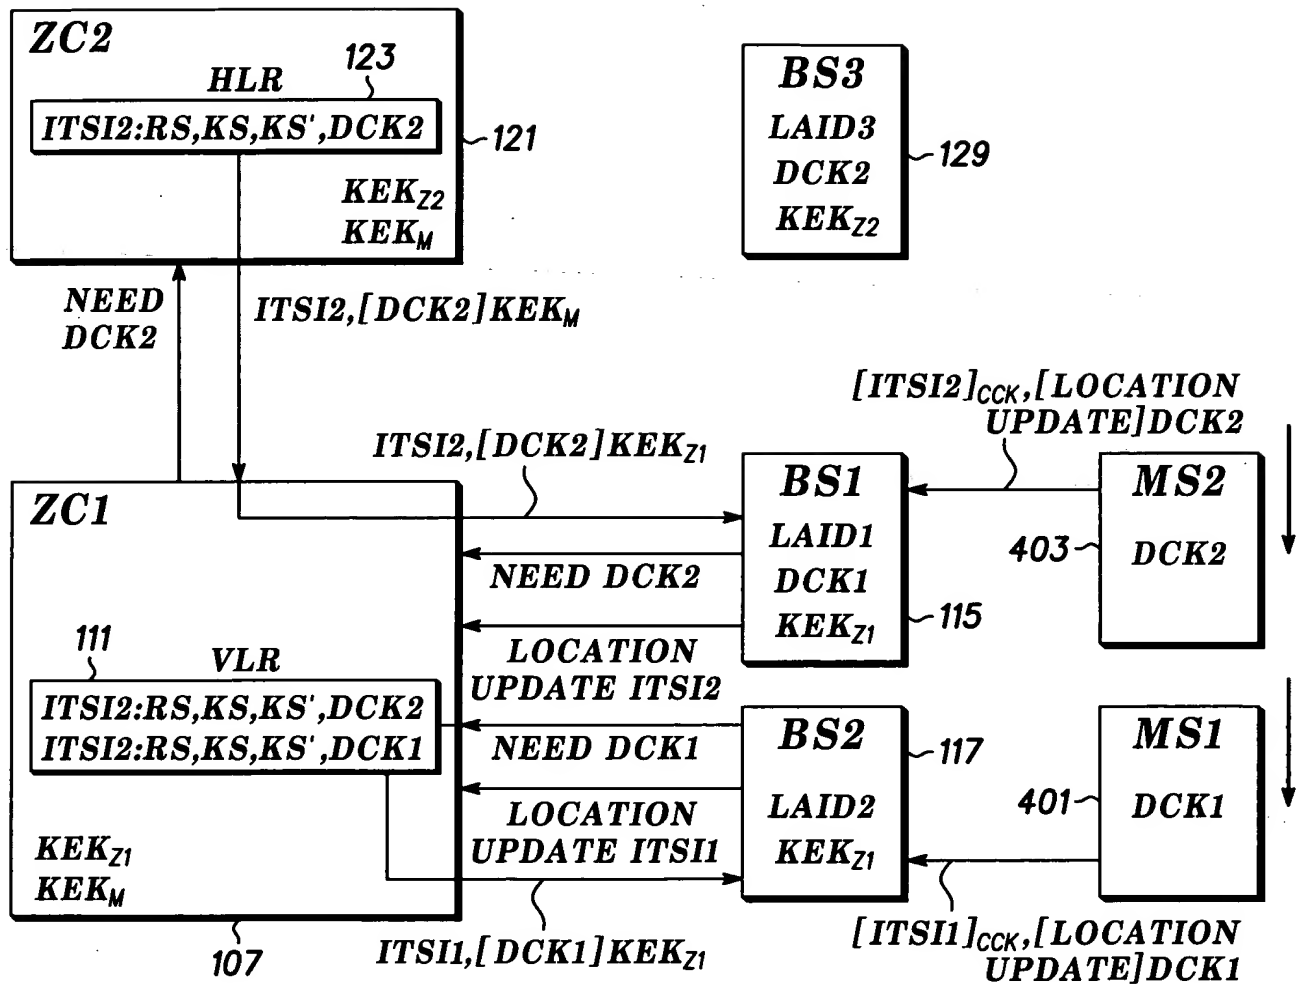 ZC2
HLR
123
ITSI2:RS,KS,KS',DCK2
121
KEKZ2
KEKM
BS3
LAID3
DCK2
KEKZ2
129
NEED
DCK2
ITSI2,[DCK2]KEKM
[ITSI2]CCK,[LOCATION
UPDATE]DCK2
ITSI2,[DCK2]KEKZ1
ZC1
BS1
LAID1
DCK1
KEKZ1
115
MS2
DCK2
403
NEED DCK2
LOCATION
UPDATE ITSI2
111
VLR
ITSI2:RS,KS,KS',DCK2
ITSI2:RS,KS,KS',DCK1
NEED DCK1
LOCATION
UPDATE ITSI1
BS2
LAID2
KEKZ1
117
MS1
DCK1
401
KEKZ1
KEKM
107
ITSI1,[DCK1]KEKZ1
[ITSI1]CCK,[LOCATION
UPDATE]DCK1